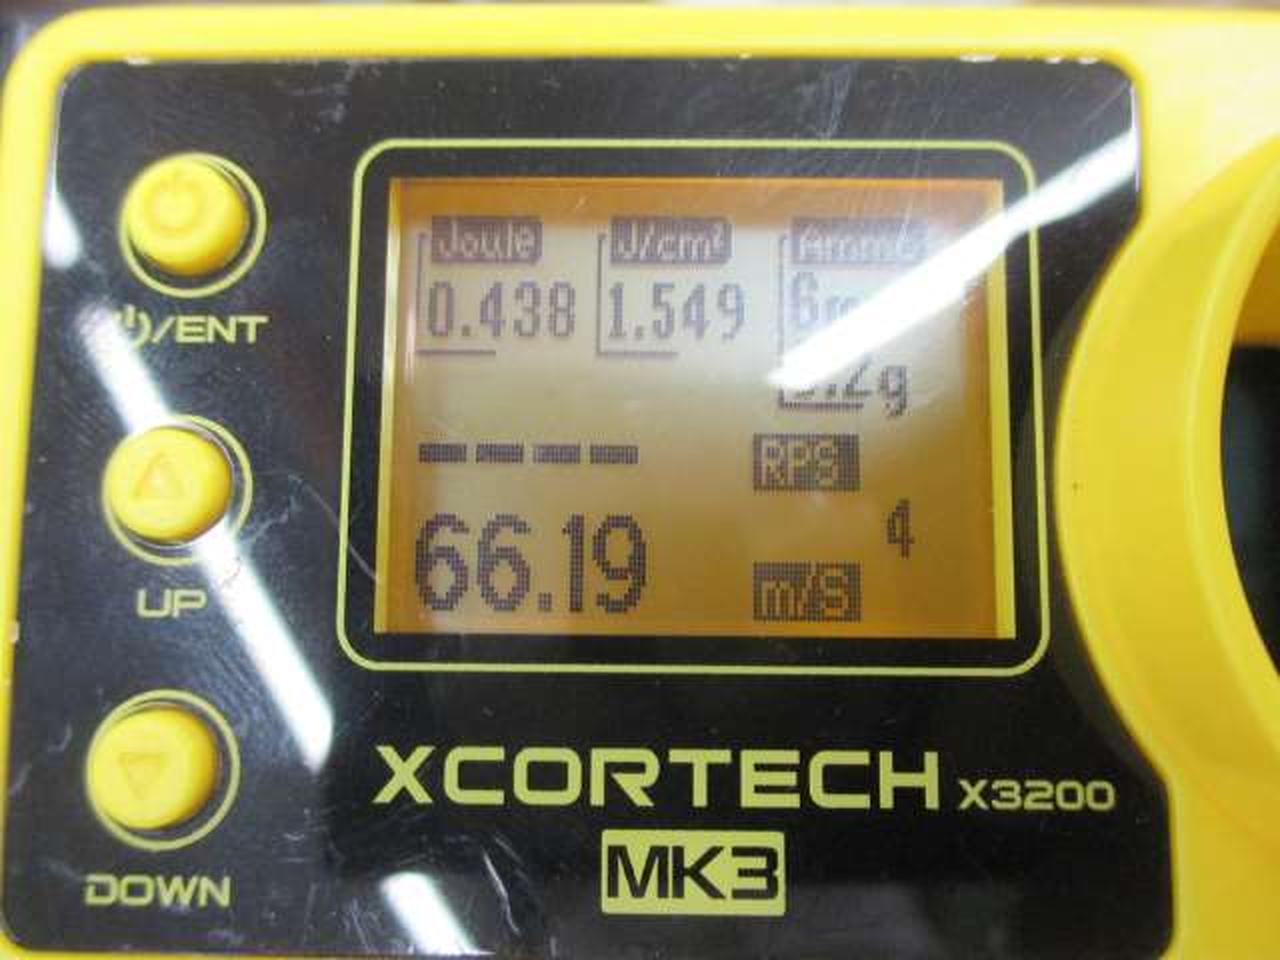 Joule J/cm²
0.438 1.549
RPS
4
66.19 m/S
/ENT
UP
DOWN
XCORTECH X3200
MK3